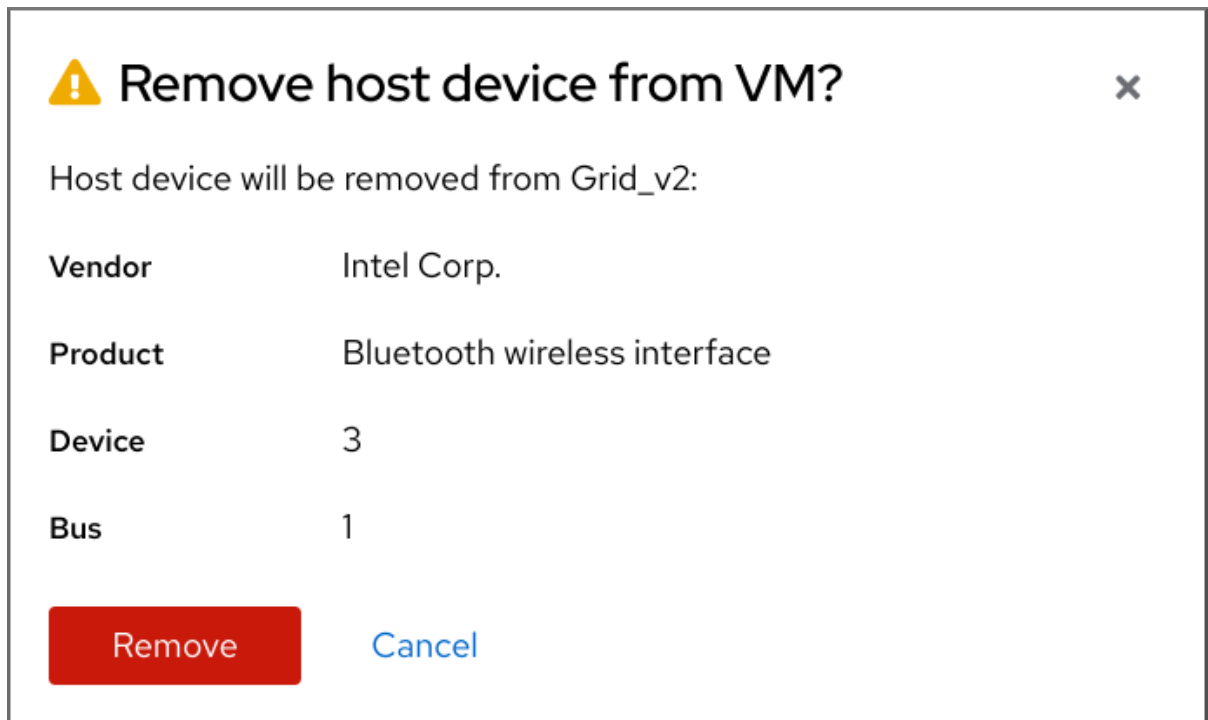 Remove host device from VM?
Host device will be removed from Grid_v2:
Vendor Intel Corp.
Product Bluetooth wireless interface
Device 3
Bus 1
Remove Cancel